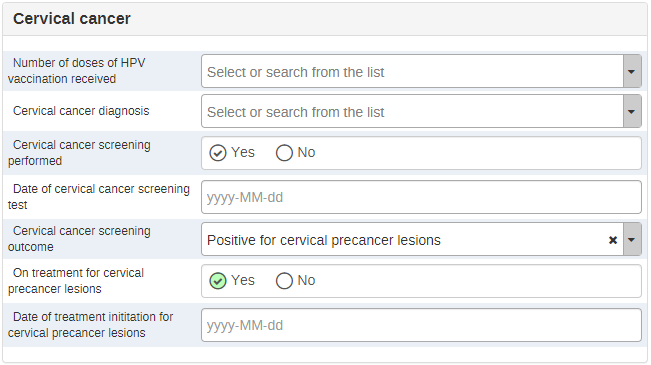 Cervical cancer
Number of doses of HPV
vaccination received
Select or search from the list
Cervical cancer diagnosis
Select or search from the list
Cervical cancer screening
performed
Yes
No
Date of cervical cancer screening
test
yyyy-MM-dd
Cervical cancer screening
outcome
Positive for cervical precancer lesions
On treatment for cervical
precancer lesions
Yes
No
Date of treatment inititation for
cervical precancer lesions
yyyy-MM-dd